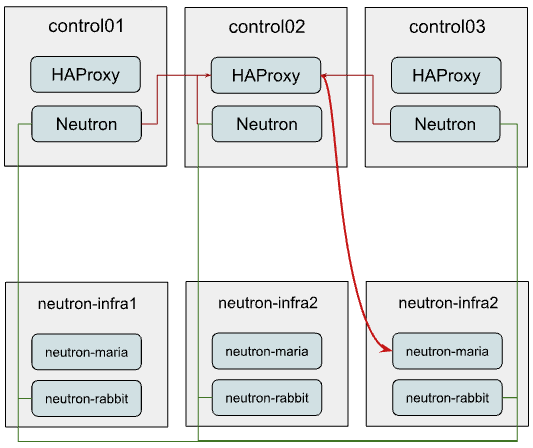 control01
control02
control03
HAProxy
HAProxy
HAProxy
Neutron
Neutron
Neutron
neutron-infra1
neutron-infra2
neutron-infra2
neutron-maria
neutron-maria
neutron-maria
neutron-rabbit
neutron-rabbit
neutron-rabbit